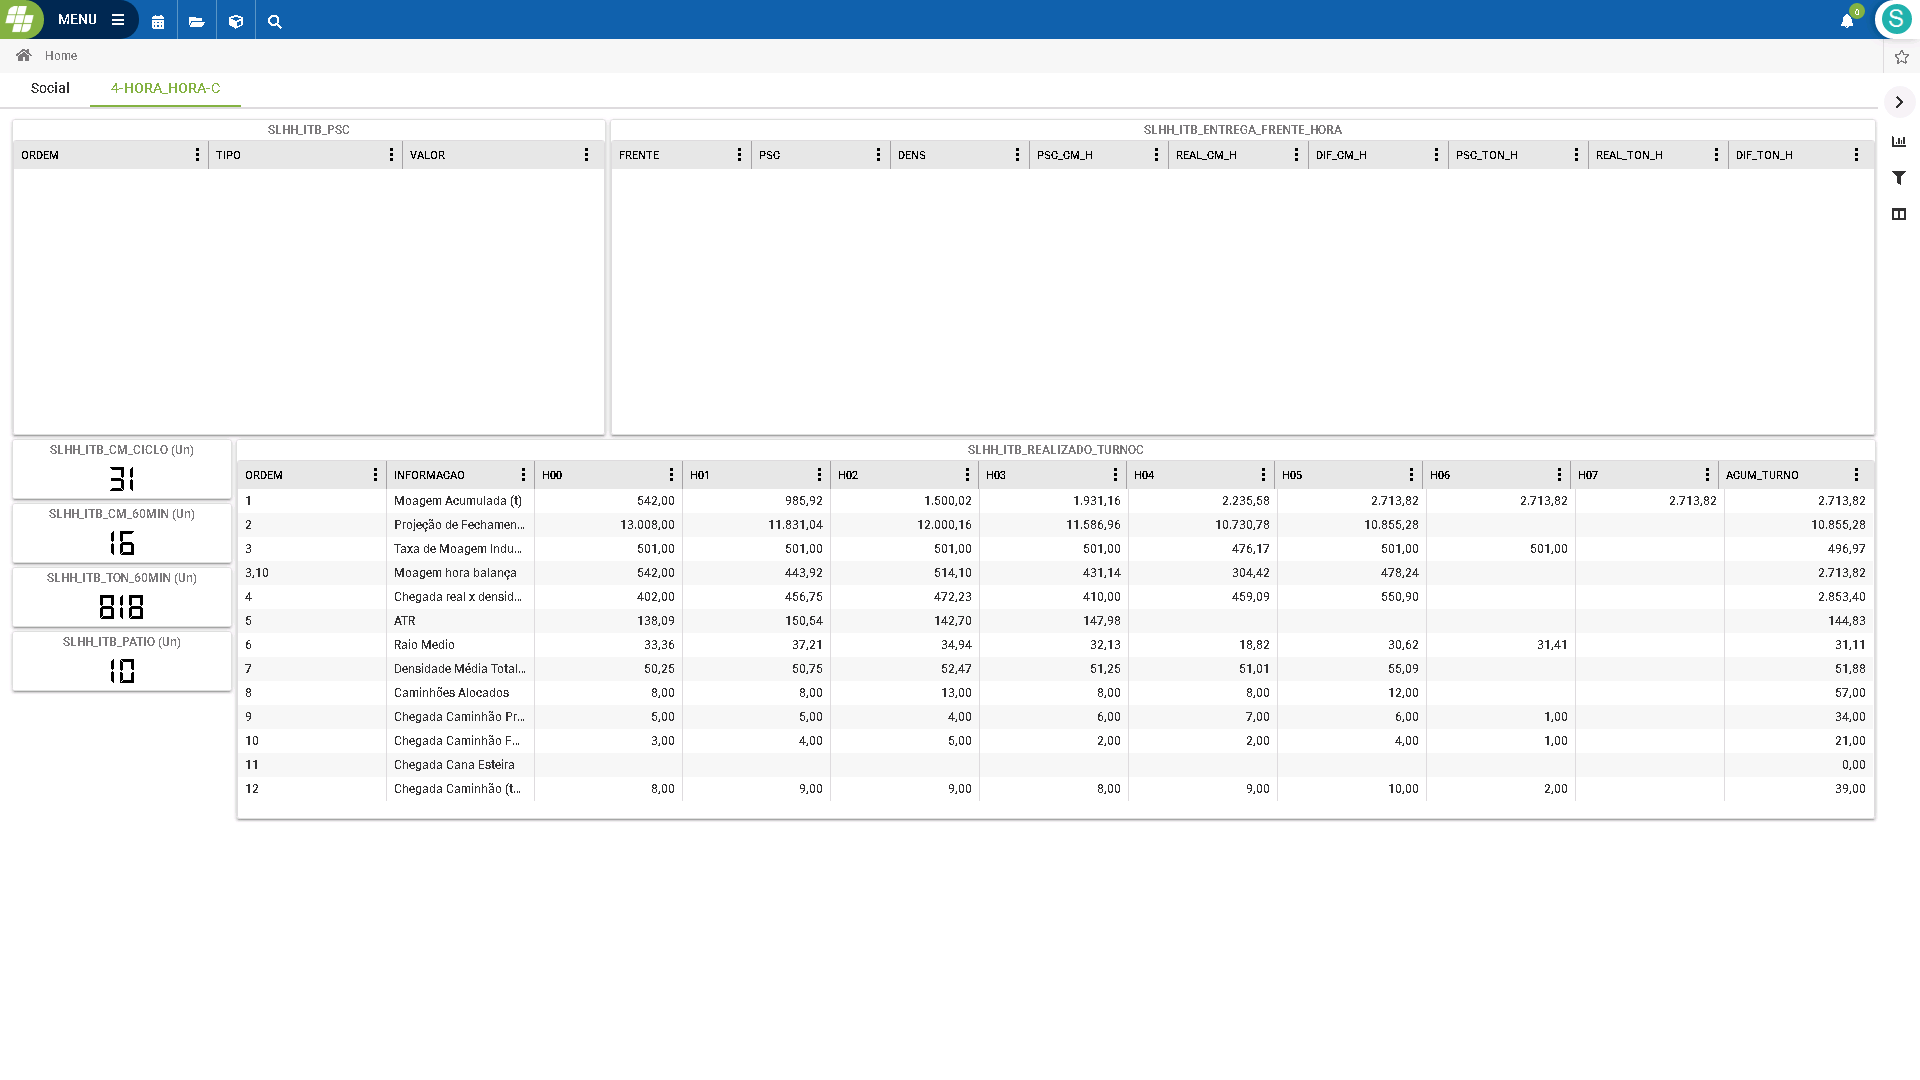 MENU
0
S
Home
Social 4-HORA_HORA-C
SLHH_ITB_PSC
ORDEM TIPO VALOR
SLHH_ITB_ENTREGA_FRENTE_HORA
FRENTE PSC DENS PSC_CM_H REAL_CM_H DIF_CM_H PSC_TON_H REAL_TON_H DIF_TON_H
SLHH_ITB_CM_CICLO (Un)
31
SLHH_ITB_CM_60MIN (Un)
16
SLHH_ITB_TON_60MIN (Un)
818
SLHH_ITB_PATIO (Un)
10
SLHH_ITB_REALIZADO_TURNOC
ORDEM INFORMACAO H00 H01 H02 H03 H04 H05 H06 H07 ACUM_TURNO
1 Moagem Acumulada (t) 542,00 985,92 1.500,02 1.931,16 2.235,58 2.713,82 2.713,82 2.713,82 2.713,82
2 Projeção de Fechamen... 13.008,00 11.831,04 12.000,16 11.586,96 10.730,78 10.855,28 10.855,28
3 Taxa de Moagem Indu... 501,00 501,00 501,00 501,00 476,17 501,00 501,00 496,97
3,10 Moagem hora balança 542,00 443,92 514,10 431,14 304,42 478,24 2.713,82
4 Chegada real x densid... 402,00 456,75 472,23 410,00 459,09 550,90 2.853,40
5 ATR 138,09 150,54 142,70 147,98 144,83
6 Raio Medio 33,36 37,21 34,94 32,13 18,82 30,62 31,41 31,11
7 Densidade Média Total... 50,25 50,75 52,47 51,25 51,01 55,09 51,88
8 Caminhões Alocados 8,00 8,00 13,00 8,00 8,00 12,00 57,00
9 Chegada Caminhão Pr... 5,00 5,00 4,00 6,00 7,00 6,00 1,00 34,00
10 Chegada Caminhão F... 3,00 4,00 5,00 2,00 2,00 4,00 1,00 21,00
11 Chegada Cana Esteira 0,00
12 Chegada Caminhão (t... 8,00 9,00 9,00 8,00 9,00 10,00 2,00 39,00